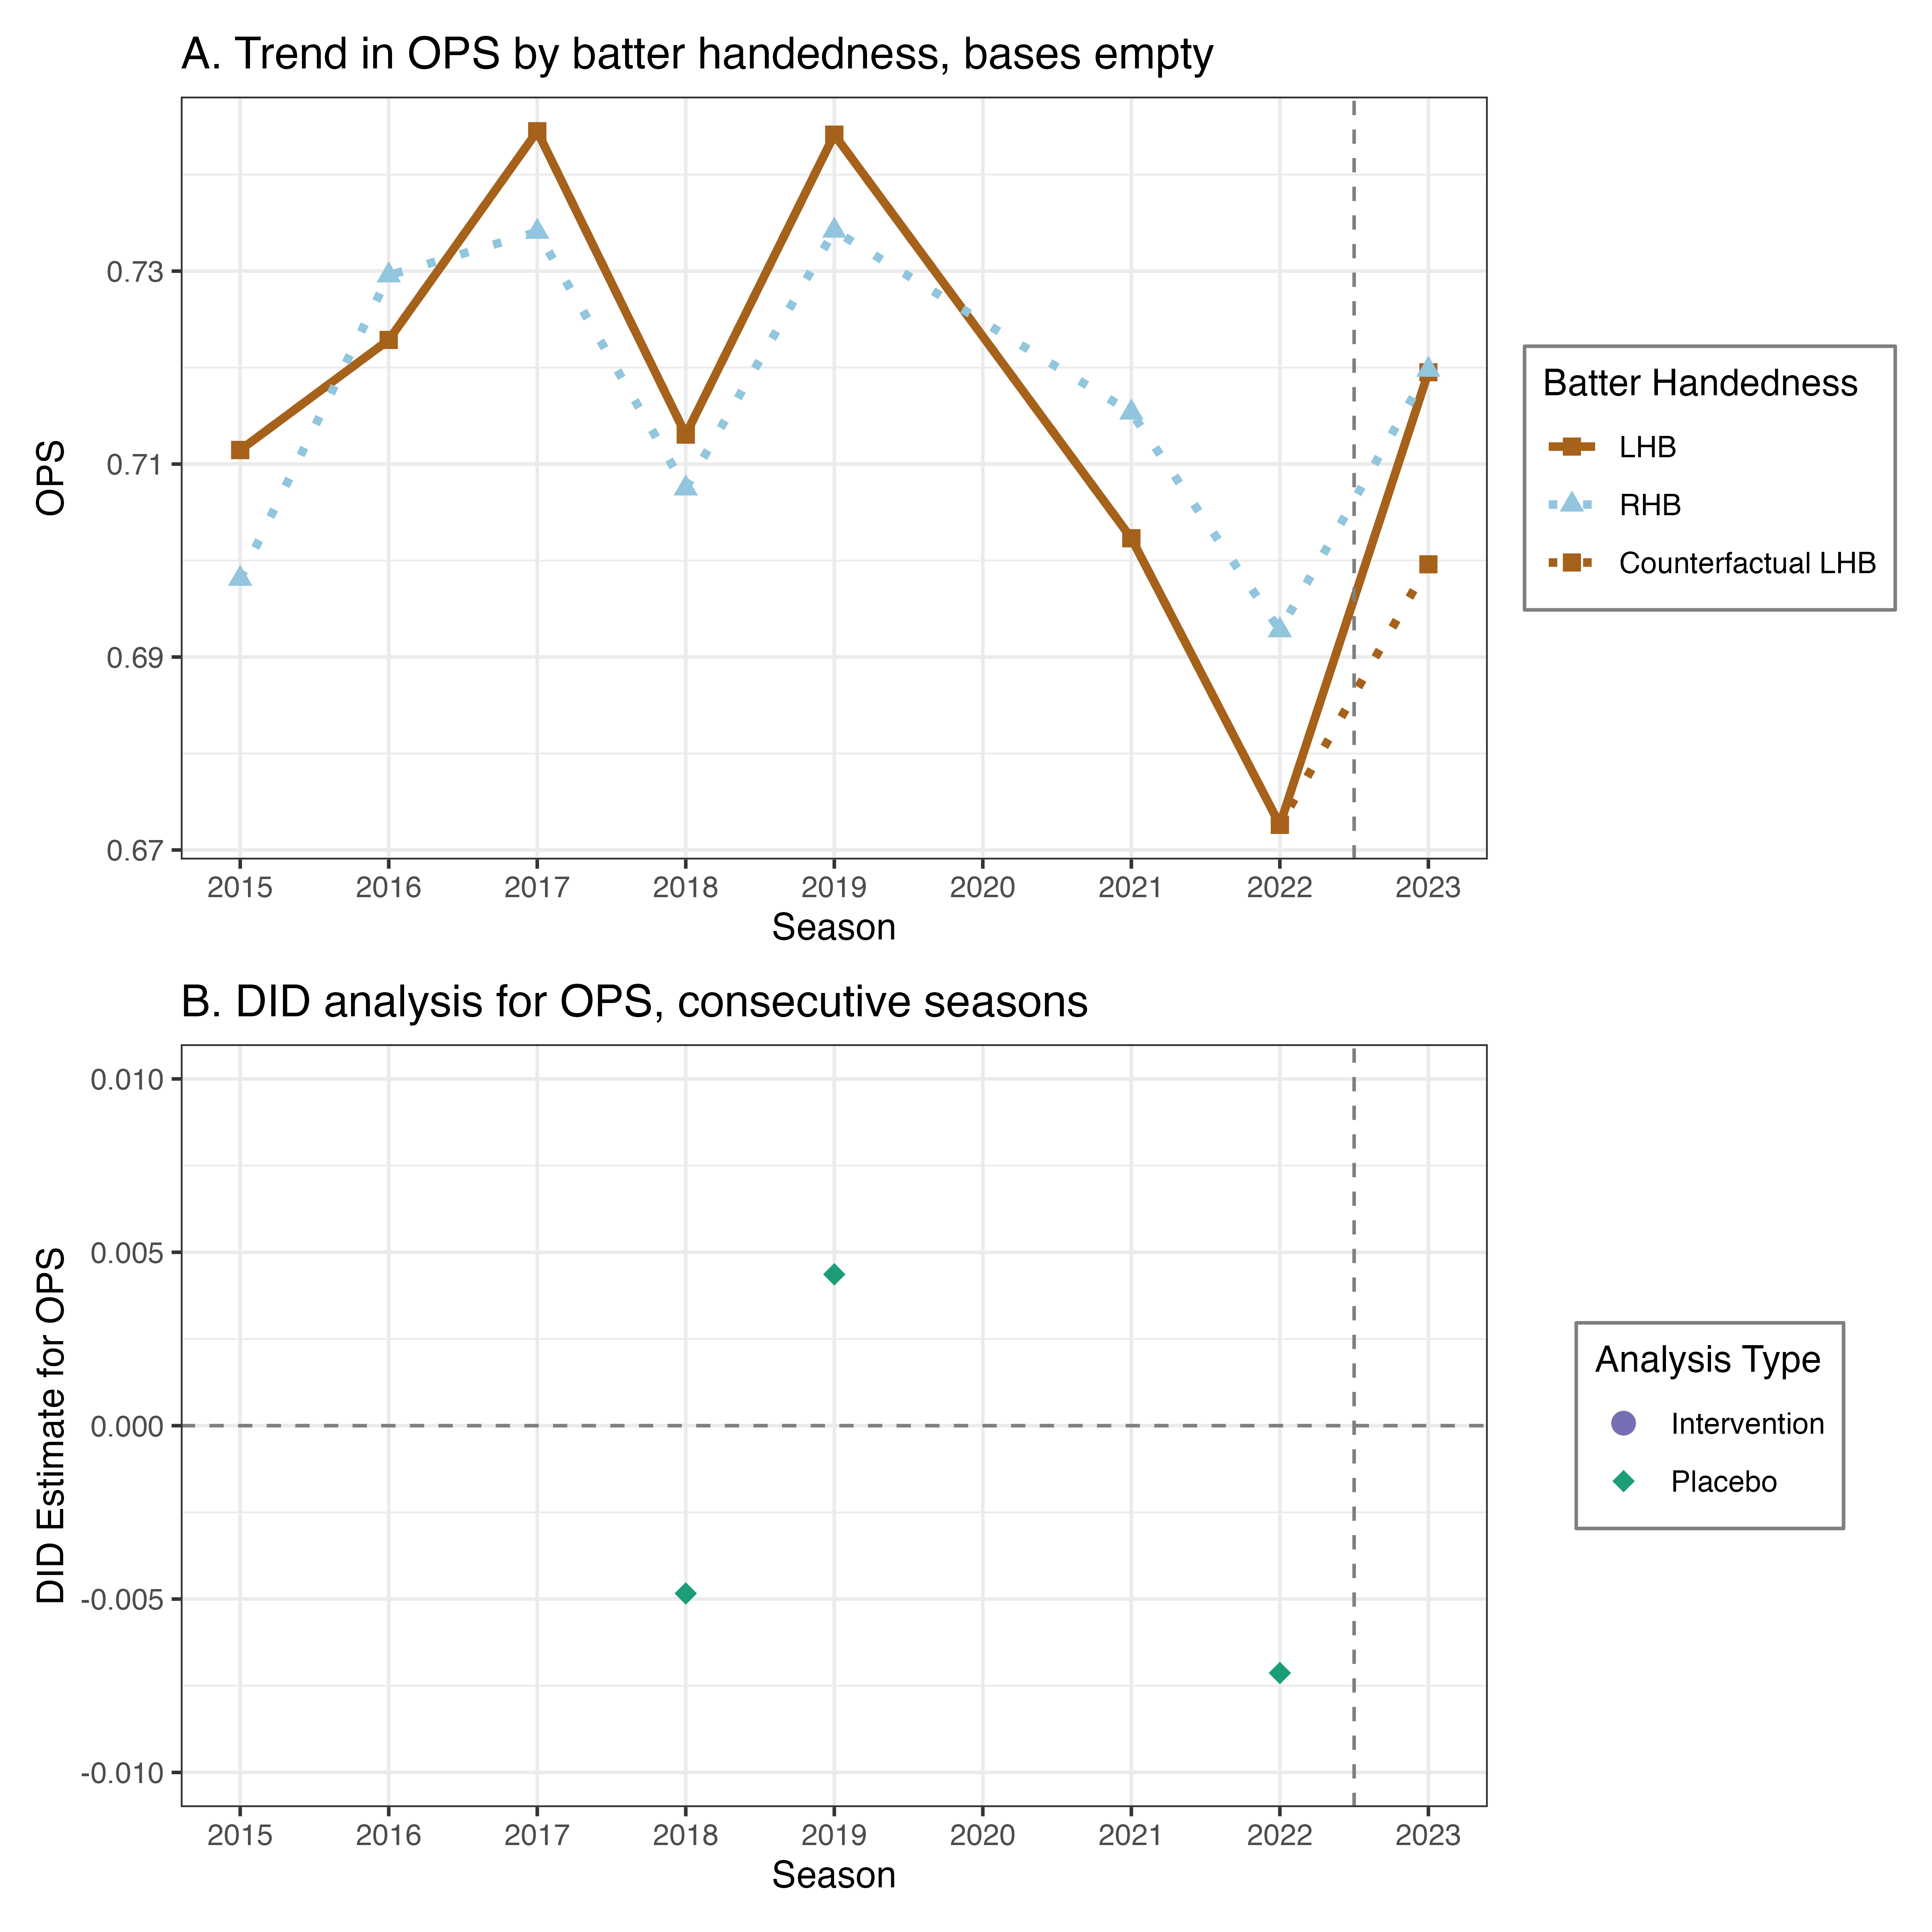 A. Trend in OPS by batter handedness, bases empty
0.73
0.71
0.69
0.67
OPS
2015 2016 2017 2018 2019 2020 2021 2022 2023
Season
Batter Handedness
LHB
RHB
Counterfactual LHB
B. DID analysis for OPS, consecutive seasons
0.010
0.005
0.000
-0.005
-0.010
DID Estimate for OPS
2015 2016 2017 2018 2019 2020 2021 2022 2023
Season
Analysis Type
Intervention
Placebo